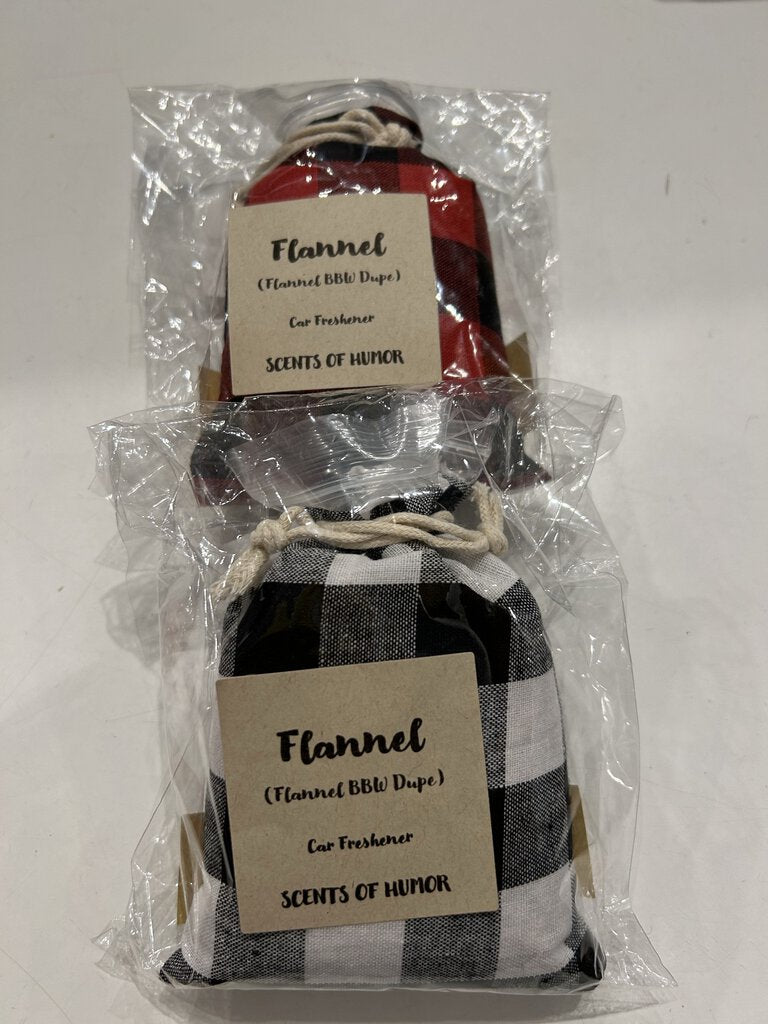 Flannel
(Flannel BBW Dupe)
Car Freshener
SCENTS OF HUMOR
Flannel
(Flannel BBW Dupe)
Car Freshener
SCENTS OF HUMOR